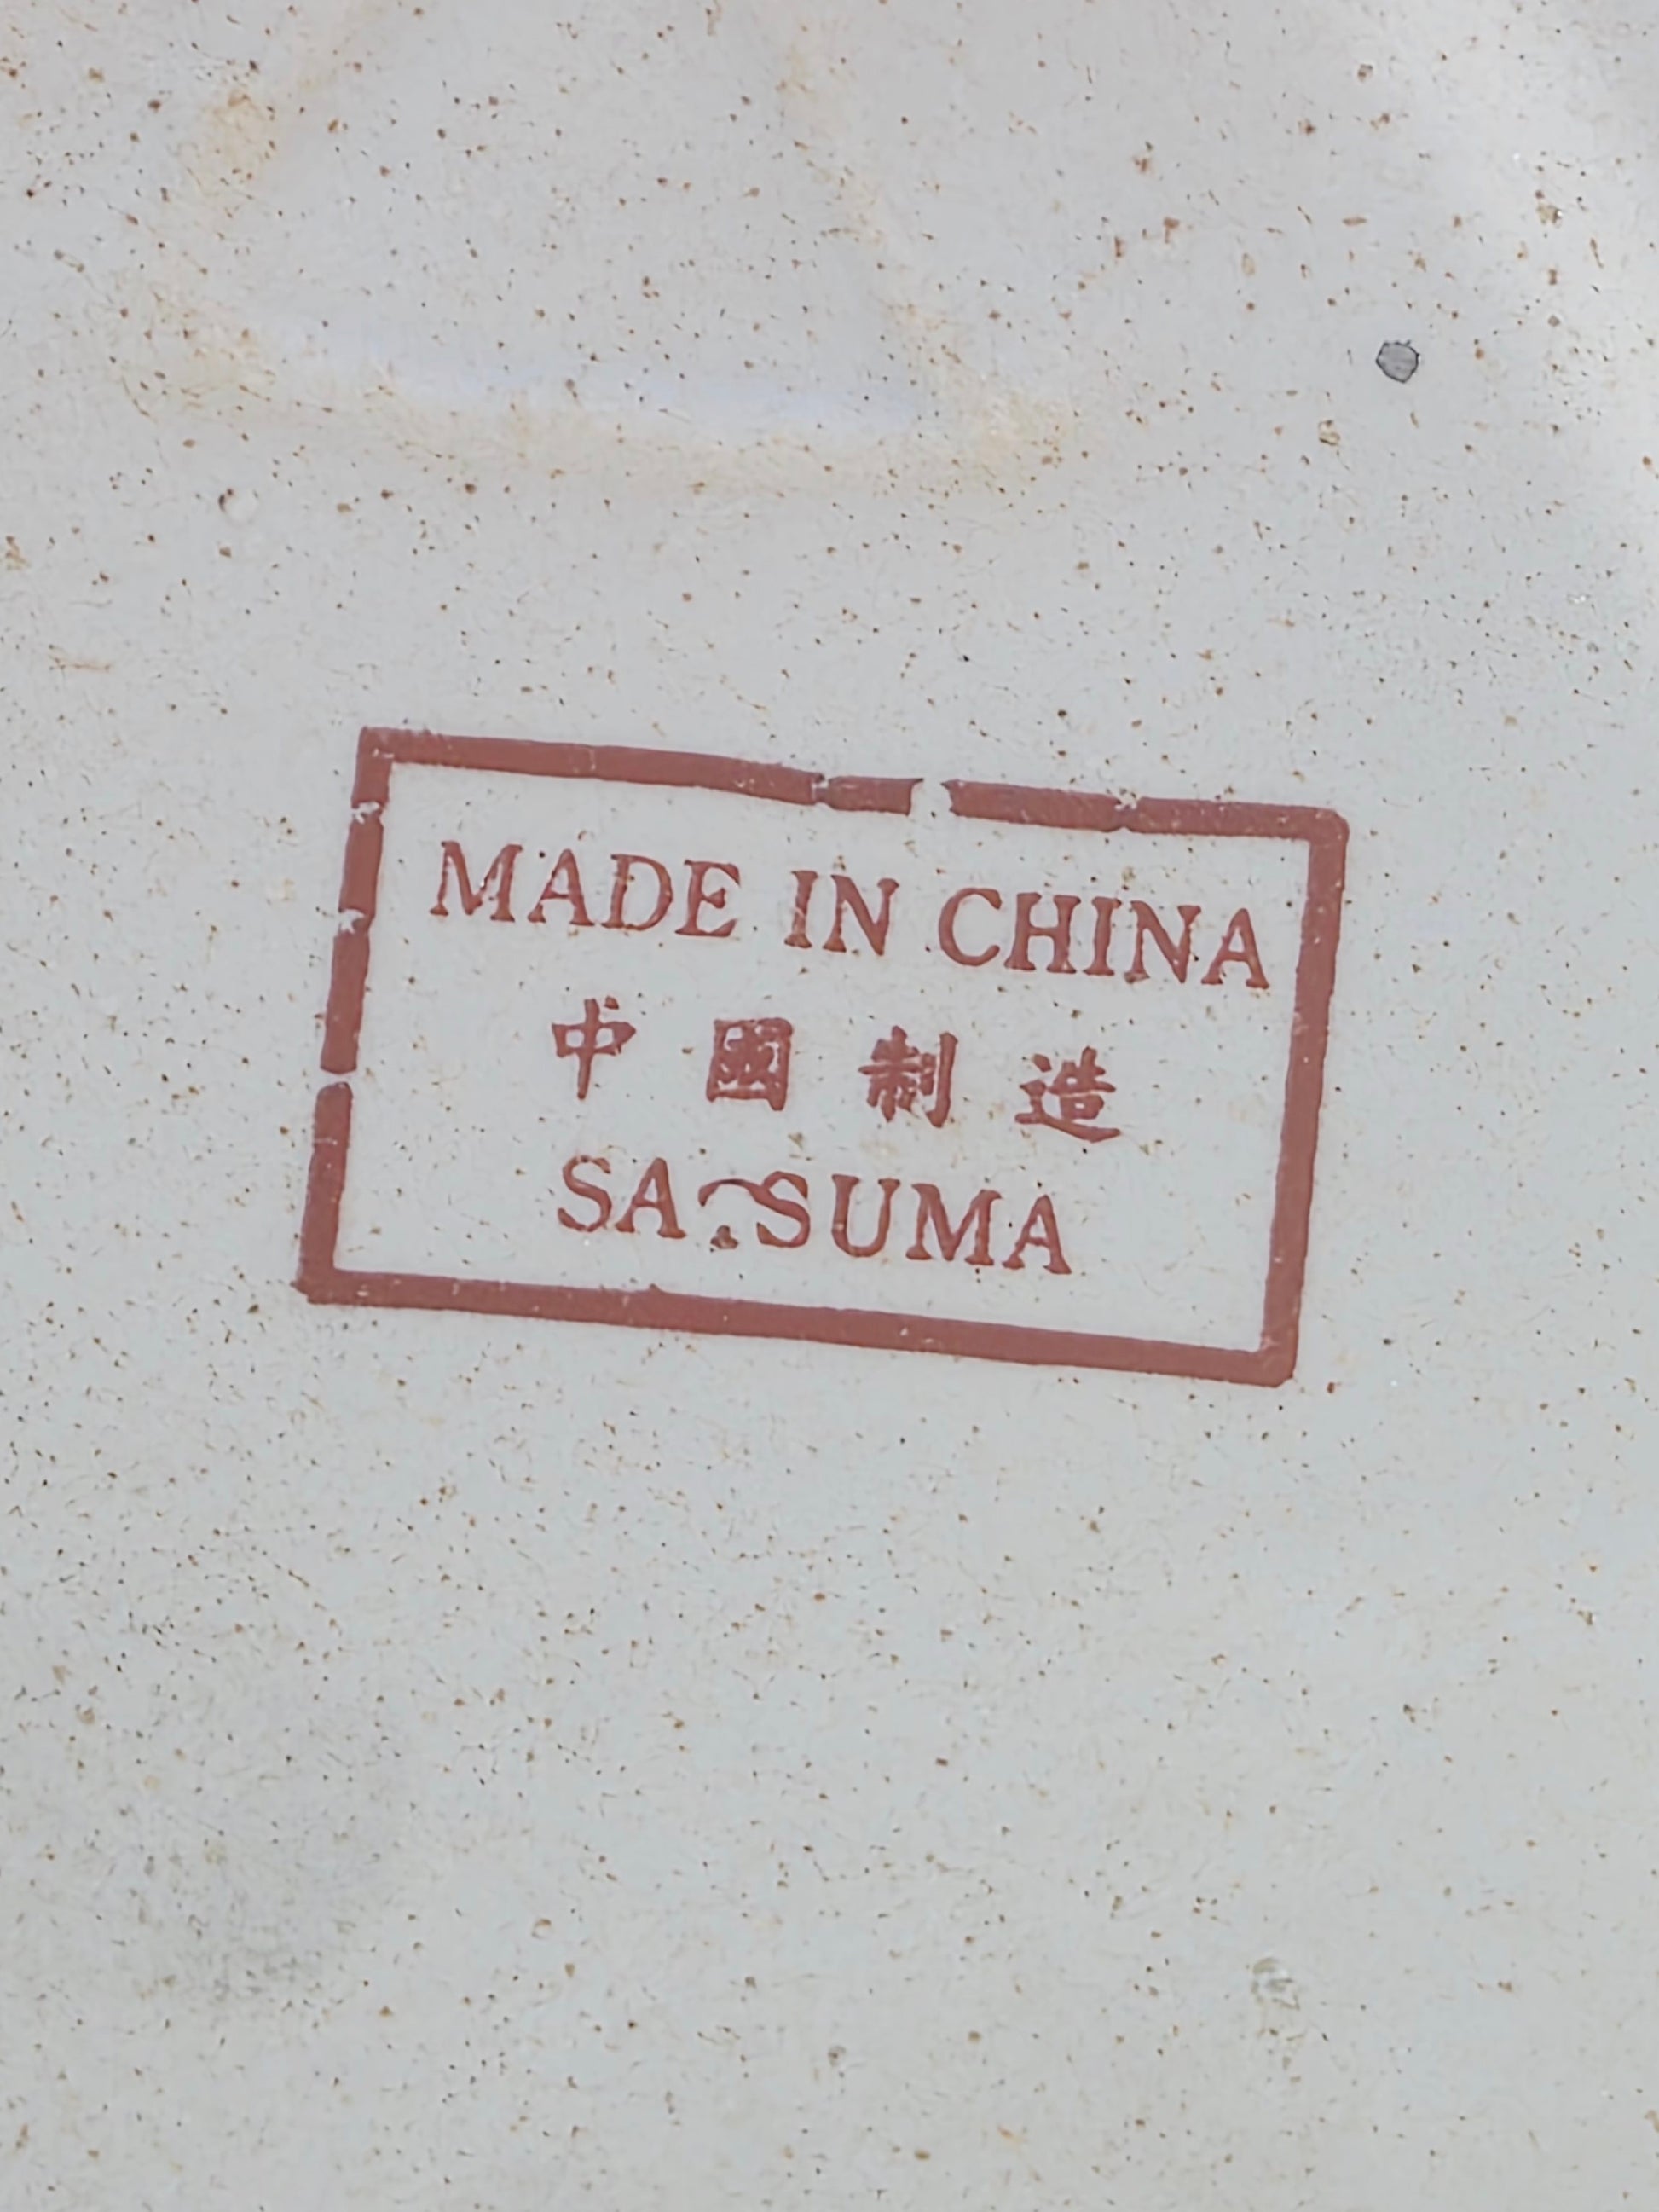 MADE IN CHINA
中國制造
SATSUMA